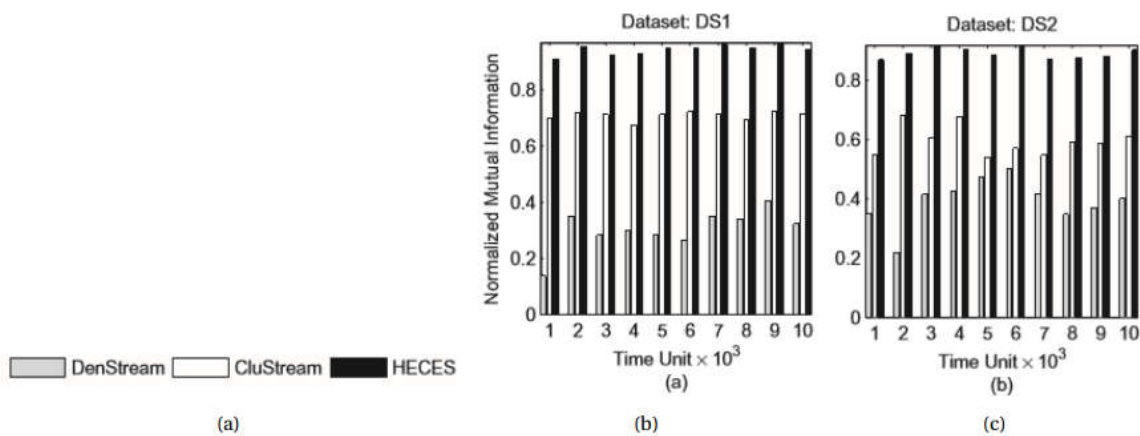 Dataset: DS1
Normalized Mutual Information
0.8
0.6
0.4
0.2
0
1 2 3 4 5 6 7 8 9 10
Time Unit × 10³
(a)
Dataset: DS2
0.8
0.6
0.4
0.2
0
1 2 3 4 5 6 7 8 9 10
Time Unit × 10³
(b)
DenStream CluStream HECES
(a) (b) (c)